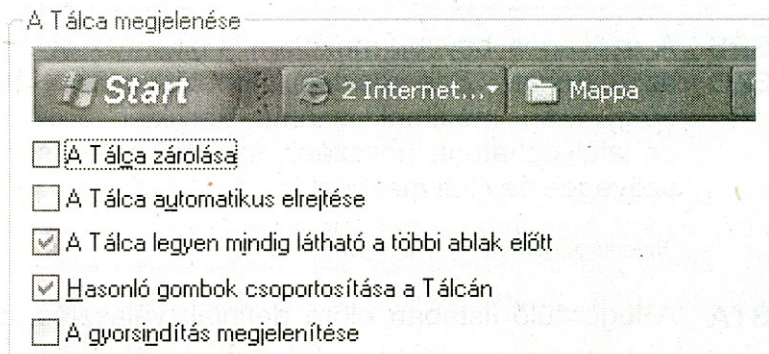 A Tálca megjelenése
Start 2 Internet... Mappa
A Tálca zárolása
A Tálca automatikus elrejtése
A Tálca legyen mindig látható a többi ablak előtt
Hasonló gombok csoportosítása a Tálcán
A gyorsindítás megjelenítése